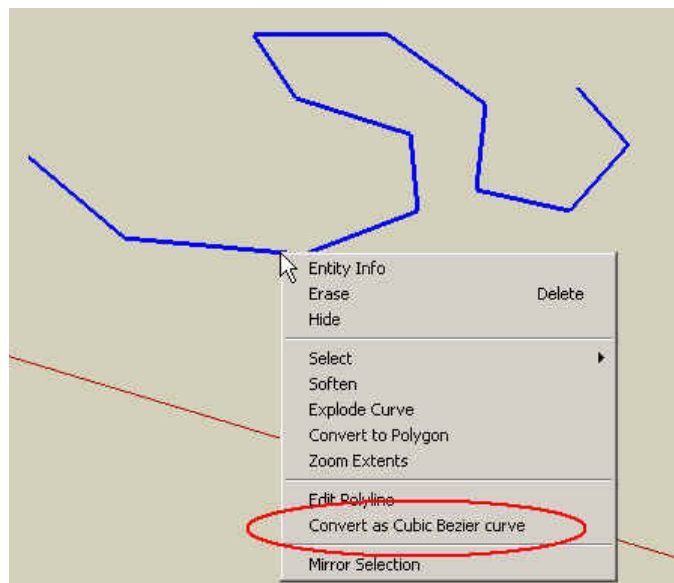 Entity Info
Erase Delete
Hide
Select
Soften
Explode Curve
Convert to Polygon
Zoom Extents
Edit Polyline
Convert as Cubic Bezier curve
Mirror Selection